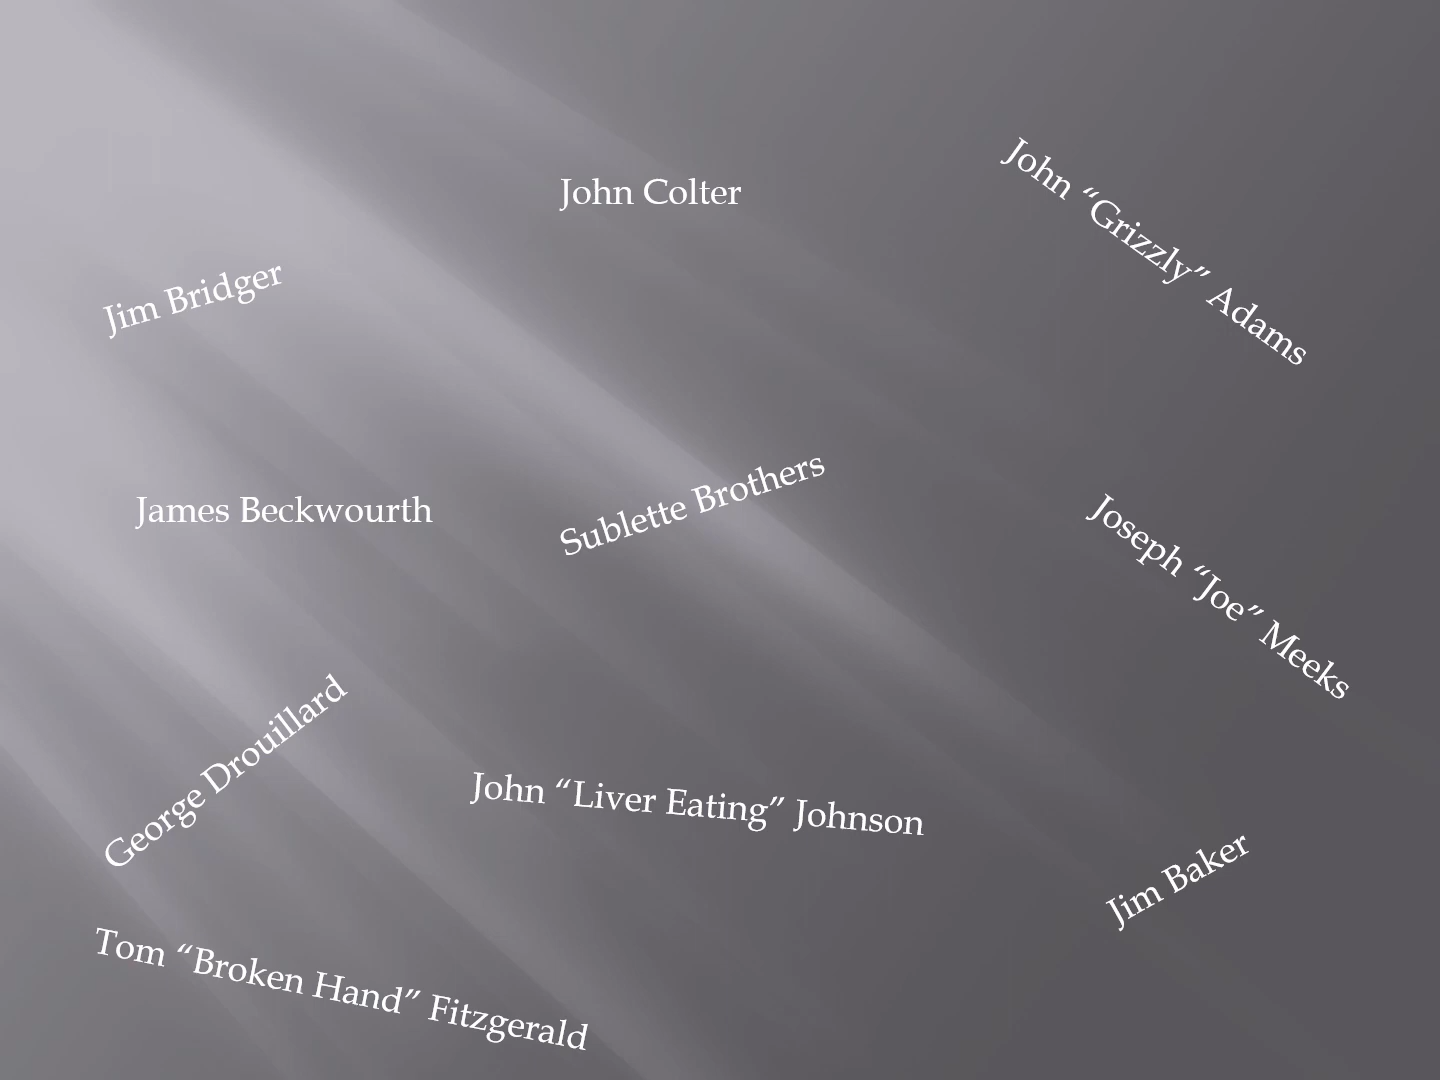 John Colter
John “Grizzly” Adams
Jim Bridger
James Beckwourth
Sublette Brothers
Joseph “Joe” Meeks
George Drouillard
John “Liver Eating” Johnson
Jim Baker
Tom “Broken Hand” Fitzgerald